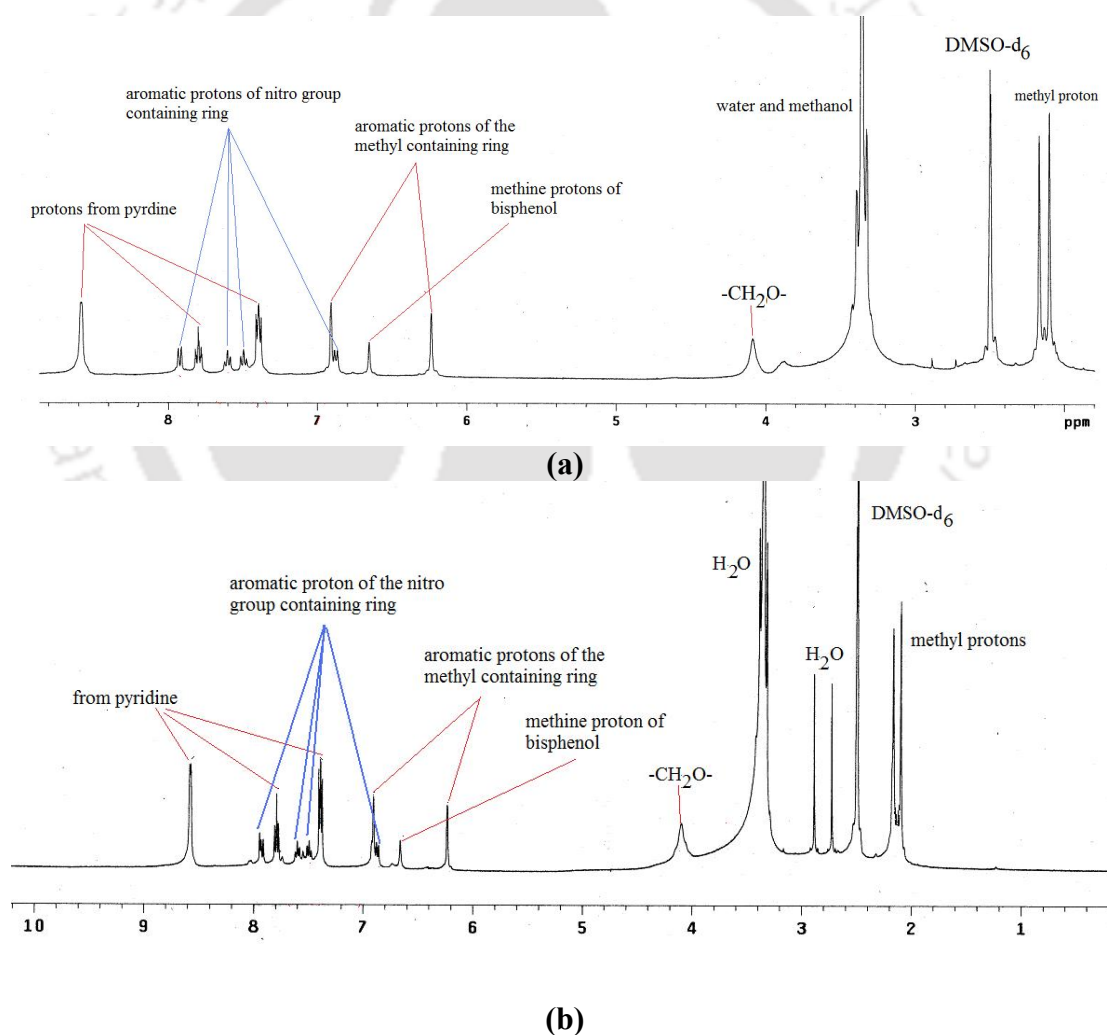 DMSO-d6
aromatic protons of nitro group
containing ring
water and methanol
methyl proton
aromatic protons of the
methyl containing ring
methine protons of
bisphenol
protons from pyrdine
-CH2O-
8 7 6 5 4 3 ppm
(a)
DMSO-d6
H2O
aromatic proton of the nitro
group containing ring
methyl protons
aromatic protons of the
methyl containing ring
H2O
from pyridine
methine proton of
bisphenol
-CH2O-
10 9 8 7 6 5 4 3 2 1
(b)